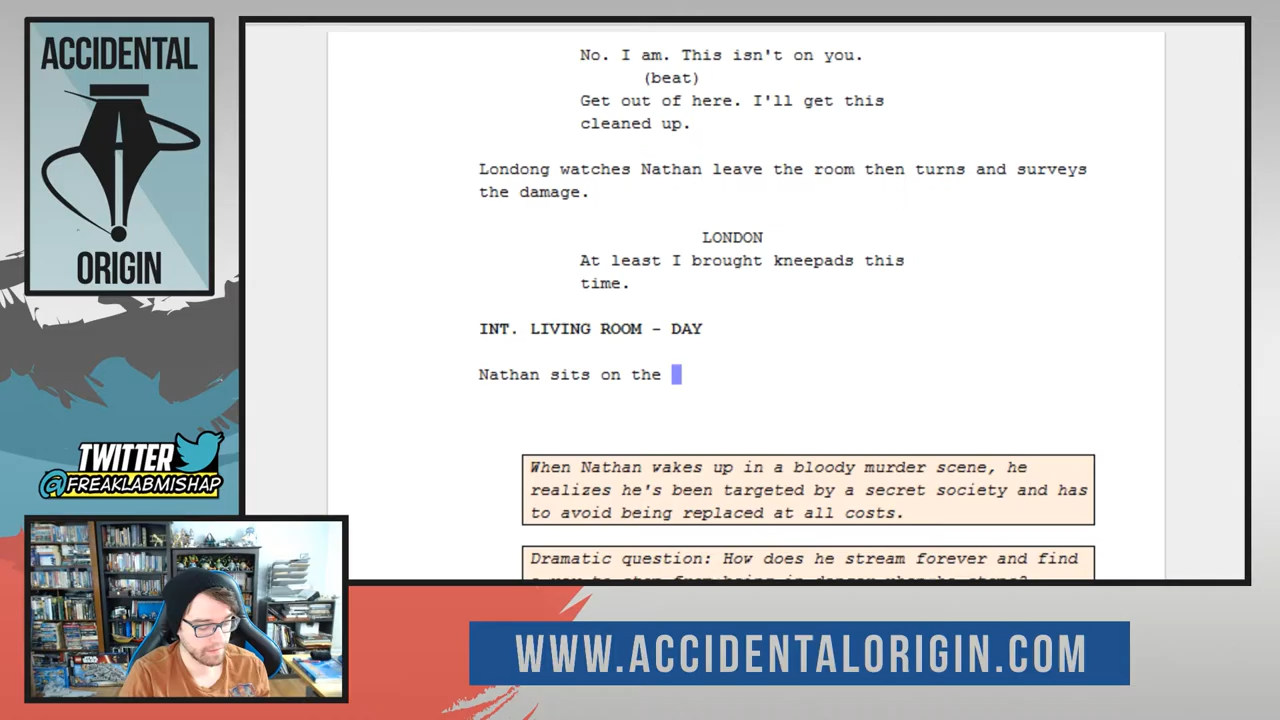 ACCIDENTAL
ORIGIN
No. I am. This isn't on you.
(beat)
Get out of here. I'll get this
cleaned up.
Londong watches Nathan leave the room then turns and surveys
the damage.
LONDON
At least I brought kneepads this
time.
INT. LIVING ROOM - DAY
Nathan sits on the
When Nathan wakes up in a bloody murder scene, he
realizes he's been targeted by a secret society and has
to avoid being replaced at all costs.
Dramatic question: How does he stream forever and find
TWITTER
@FREAKLABMISHAP
WWW.ACCIDENTALORIGIN.COM